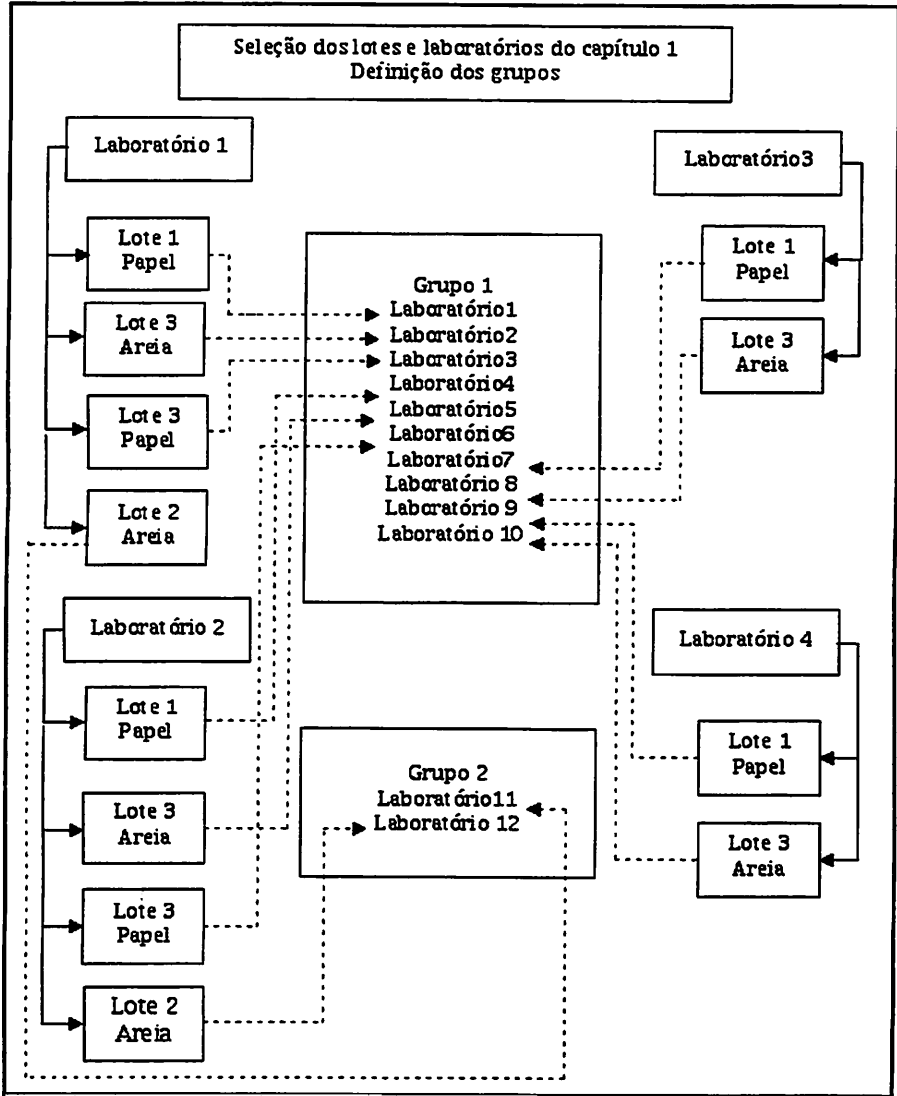 Seleção dos lotes e laboratórios do capítulo 1
Definição dos grupos
Laboratório 1
Lote 1
Papel
Lote 3
Areia
Lote 3
Papel
Lote 2
Areia
Laboratório 2
Lote 1
Papel
Lote 3
Areia
Lote 3
Papel
Lote 2
Areia
Grupo 1
Laboratório1
Laboratório2
Laboratório3
Laboratório4
Laboratório5
Laboratório6
Laboratório7
Laboratório 8
Laboratório 9
Laboratório 10
Grupo 2
Laboratório11
Laboratório 12
Laboratório3
Lote 1
Papel
Lote 3
Areia
Laboratório 4
Lote 1
Papel
Lote 3
Areia